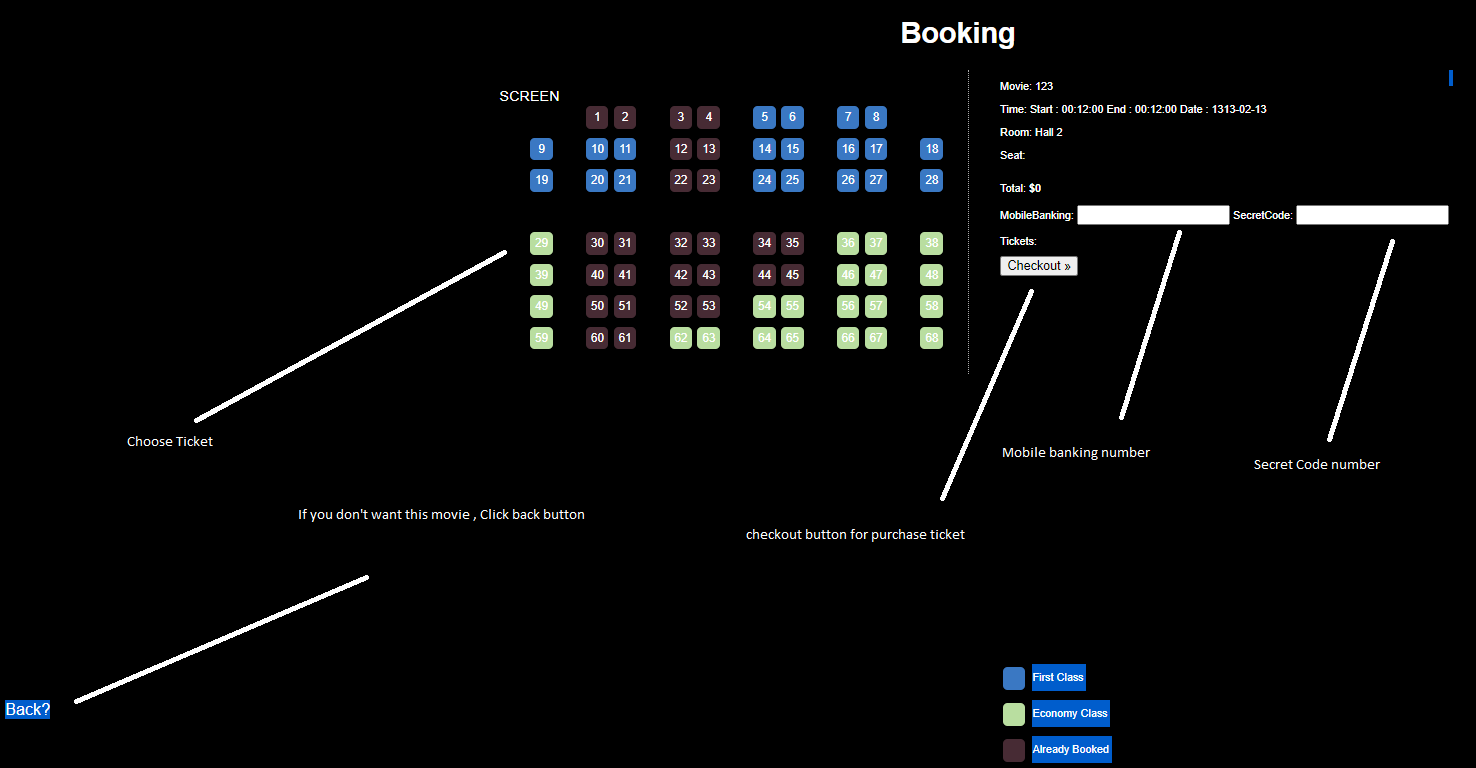 Booking
SCREEN
1 2 3 4 5 6 7 8
9 10 11 12 13 14 15 16 17 18
19 20 21 22 23 24 25 26 27 28
29 30 31 32 33 34 35 36 37 38
39 40 41 42 43 44 45 46 47 48
49 50 51 52 53 54 55 56 57 58
59 60 61 62 63 64 65 66 67 68
Movie: 123
Time: Start : 00:12:00 End : 00:12:00 Date : 1313-02-13
Room: Hall 2
Seat:
Total: $0
MobileBanking: SecretCode:
Tickets:
Checkout »
Choose Ticket
Mobile banking number
Secret Code number
If you don't want this movie , Click back button
checkout button for purchase ticket
Back?
First Class
Economy Class
Already Booked